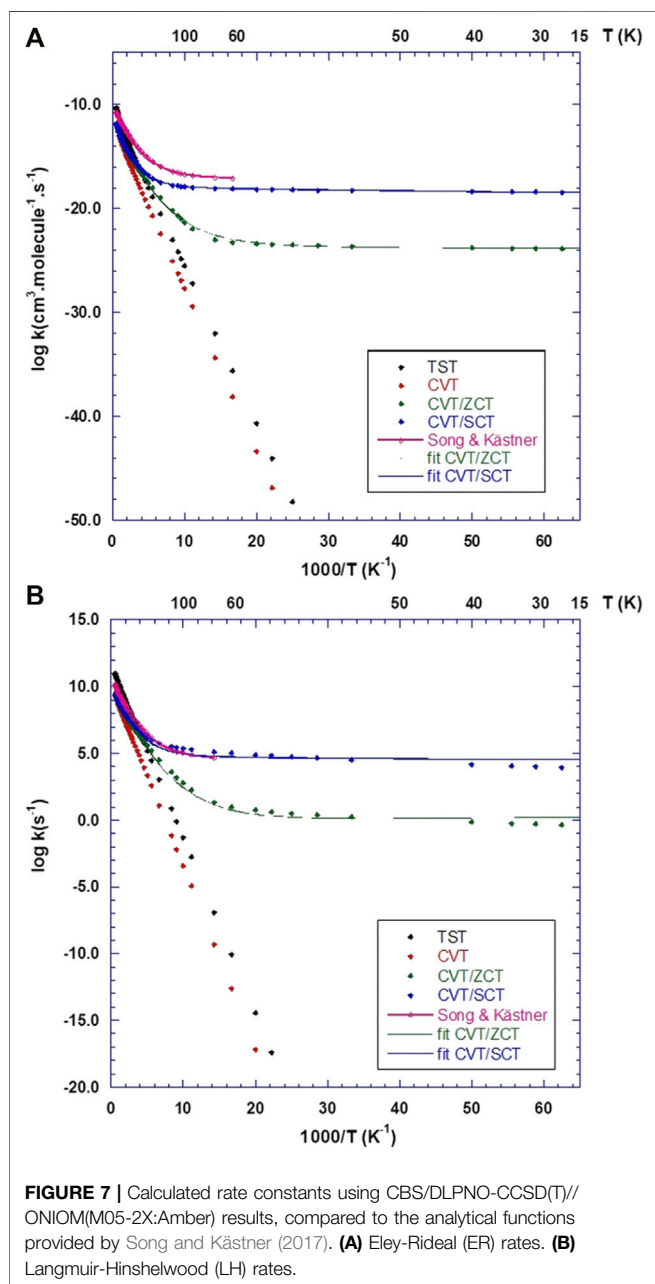 A
100 60 50 40 30 15 T (K)
-10.0
-20.0
-30.0
-40.0
-50.0
log k(cm³.molecule⁻¹.s⁻¹)
TST
CVT
CVT/ZCT
CVT/SCT
Song & Kästner
fit CVT/ZCT
fit CVT/SCT
0 10 20 30 40 50 60
1000/T (K⁻¹)
B
100 60 50 40 30 15 T (K)
15.0
10.0
5.0
0.0
-5.0
-10.0
-15.0
-20.0
log k(s⁻¹)
TST
CVT
CVT/ZCT
CVT/SCT
Song & Kästner
fit CVT/ZCT
fit CVT/SCT
0 10 20 30 40 50 60
1000/T (K⁻¹)
FIGURE 7 | Calculated rate constants using CBS/DLPNO-CCSD(T)//
ONIOM(M05-2X:Amber) results, compared to the analytical functions
provided by Song and Kästner (2017). (A) Eley-Rideal (ER) rates. (B)
Langmuir-Hinshelwood (LH) rates.